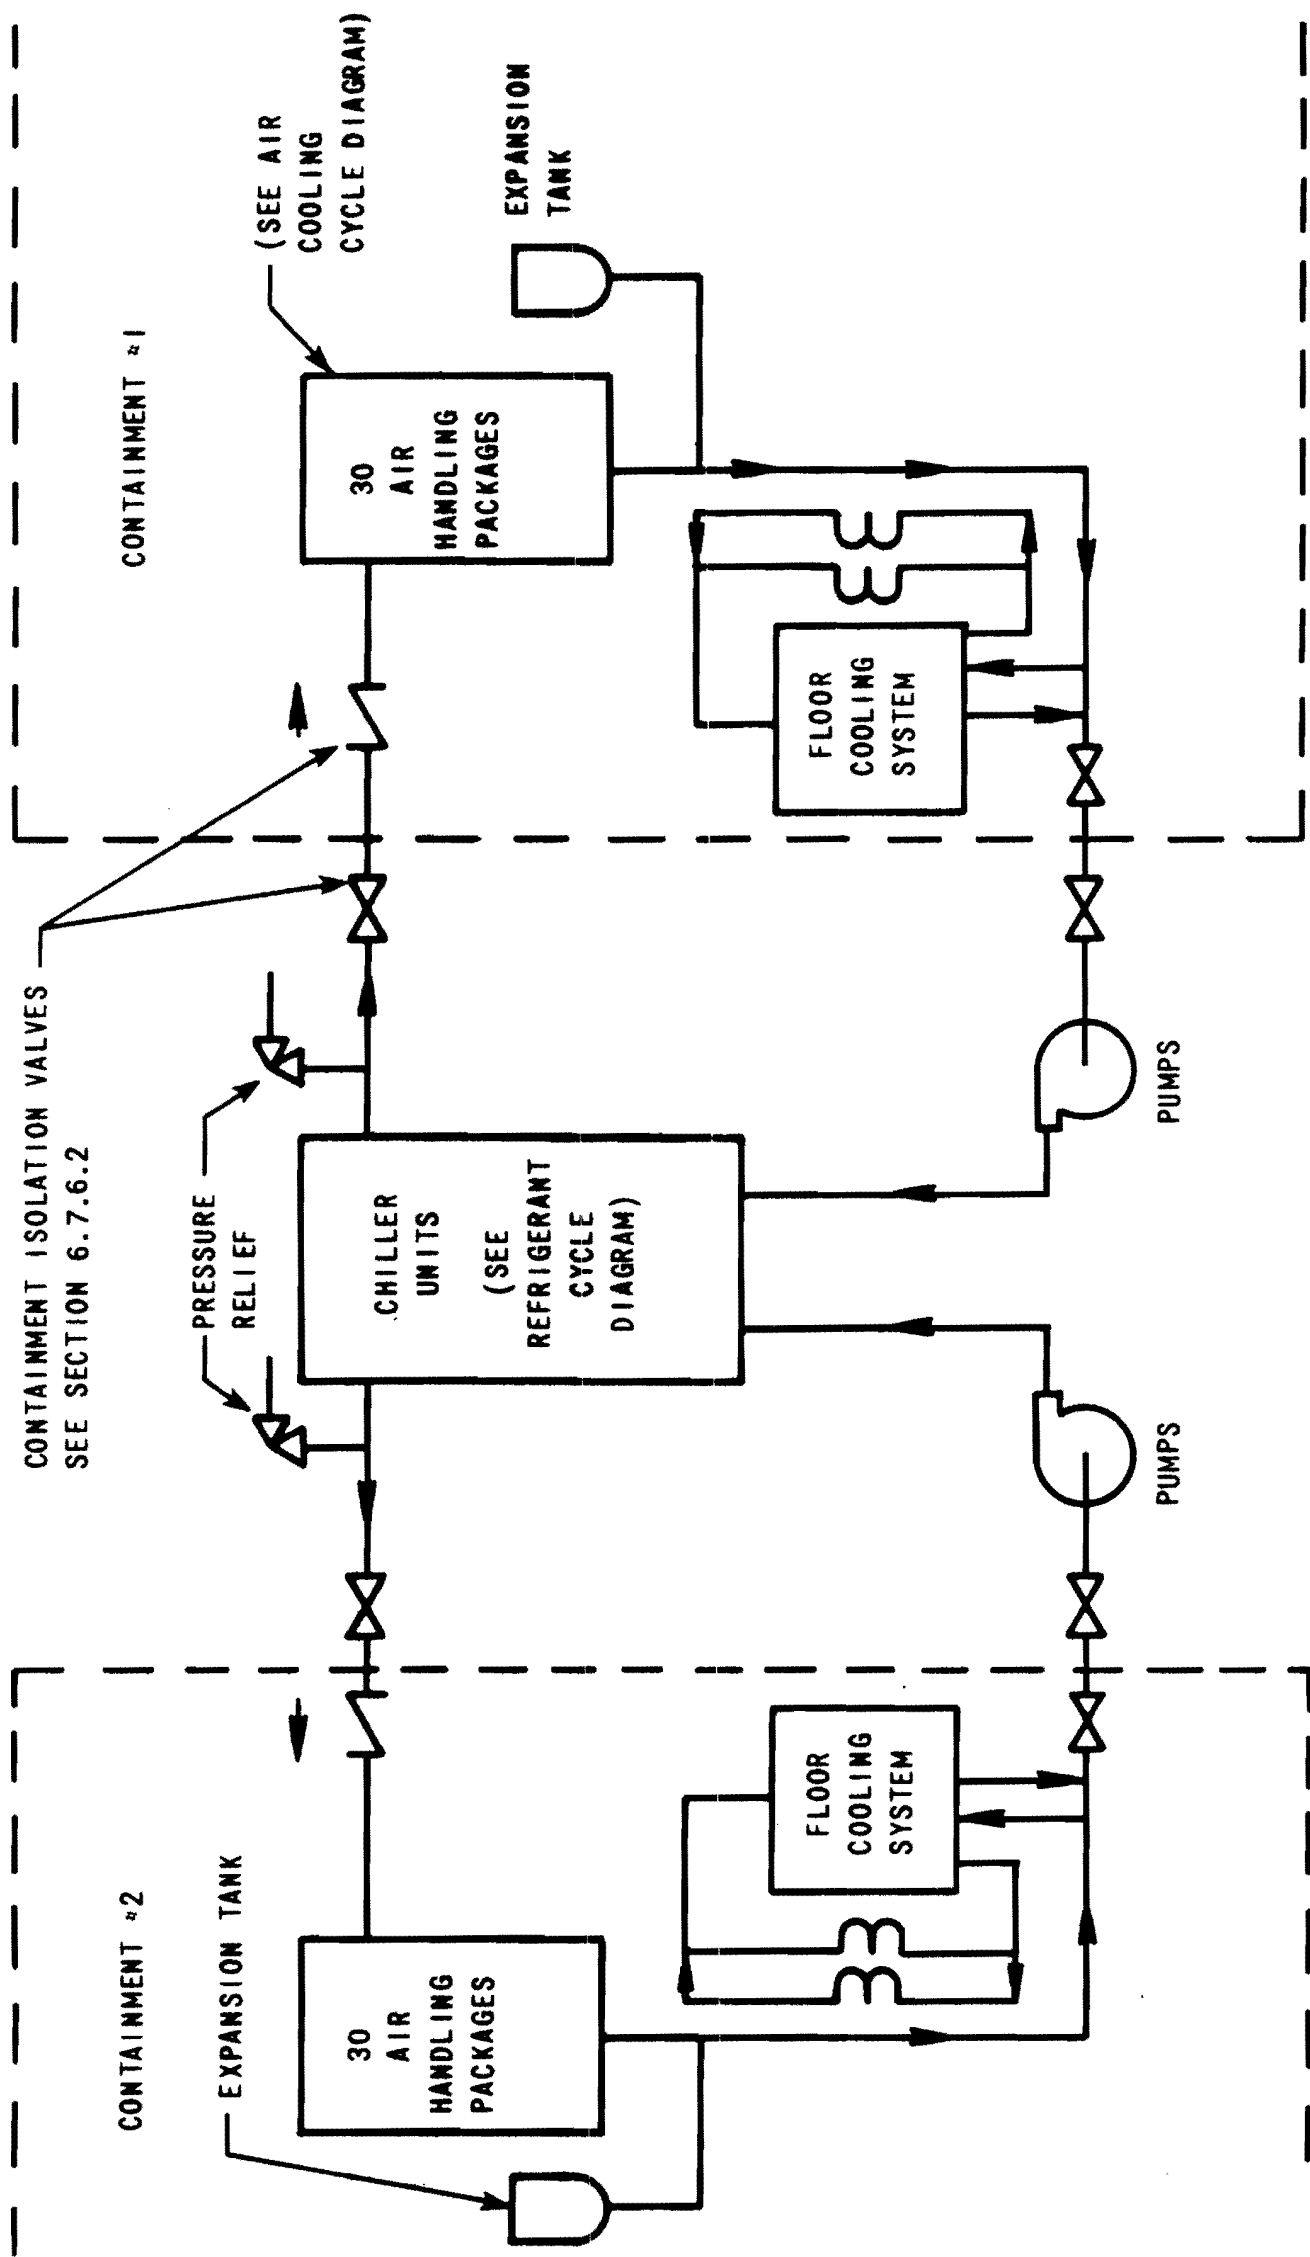 CONTAINMENT ISOLATION VALVES
SEE SECTION 6.7.6.2
CONTAINMENT #2
CONTAINMENT #1
EXPANSION TANK
PRESSURE
RELIEF
(SEE AIR
COOLING
CYCLE DIAGRAM)
30
AIR
HANDLING
PACKAGES
CHILLER
UNITS
(SEE
REFRIGERANT
CYCLE
DIAGRAM)
30
AIR
HANDLING
PACKAGES
EXPANSION
TANK
FLOOR
COOLING
SYSTEM
FLOOR
COOLING
SYSTEM
PUMPS
PUMPS